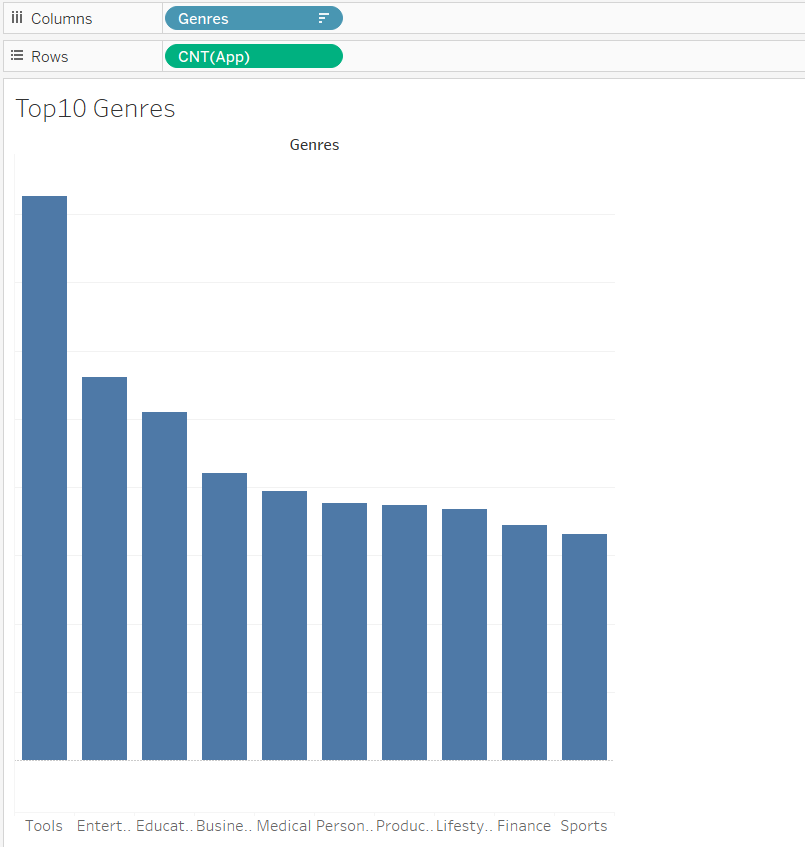 Columns Genres
Rows CNT(App)
Top10 Genres
Genres
Tools Entert.. Educat.. Busine.. Medical Person.. Produc.. Lifesty.. Finance Sports